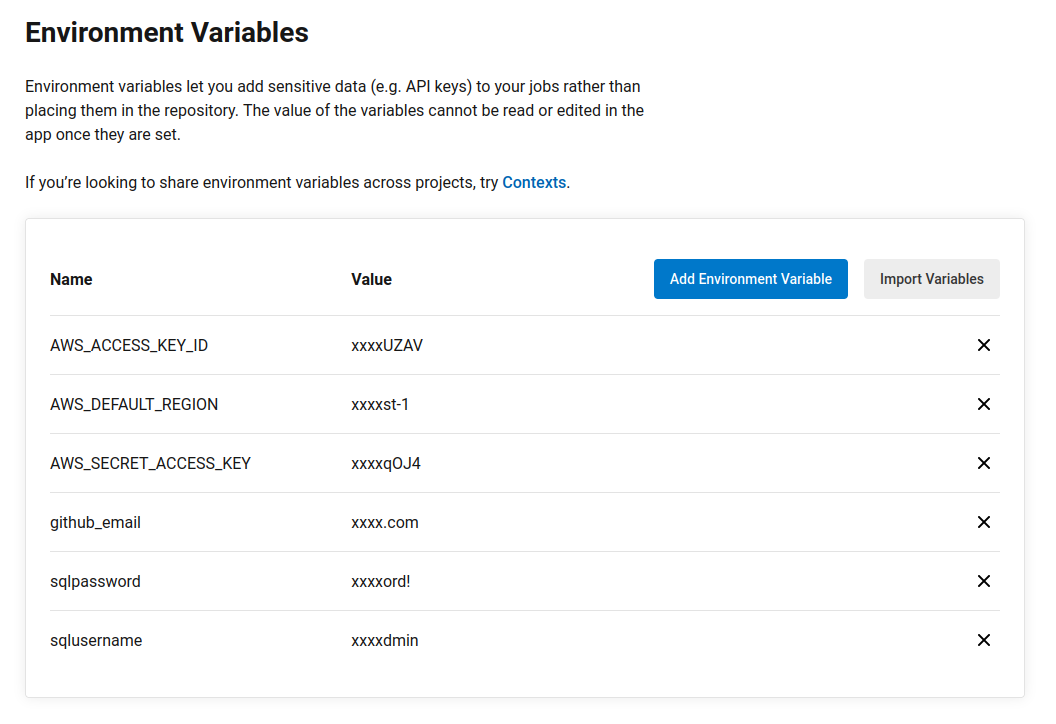 Environment Variables
Environment variables let you add sensitive data (e.g. API keys) to your jobs rather than
placing them in the repository. The value of the variables cannot be read or edited in the
app once they are set.
If you’re looking to share environment variables across projects, try Contexts.
Name Value Add Environment Variable Import Variables
AWS_ACCESS_KEY_ID xxxxUZAV
AWS_DEFAULT_REGION xxxxst-1
AWS_SECRET_ACCESS_KEY xxxxqOJ4
github_email xxxx.com
sqlpassword xxxxord!
sqlusername xxxxdmin